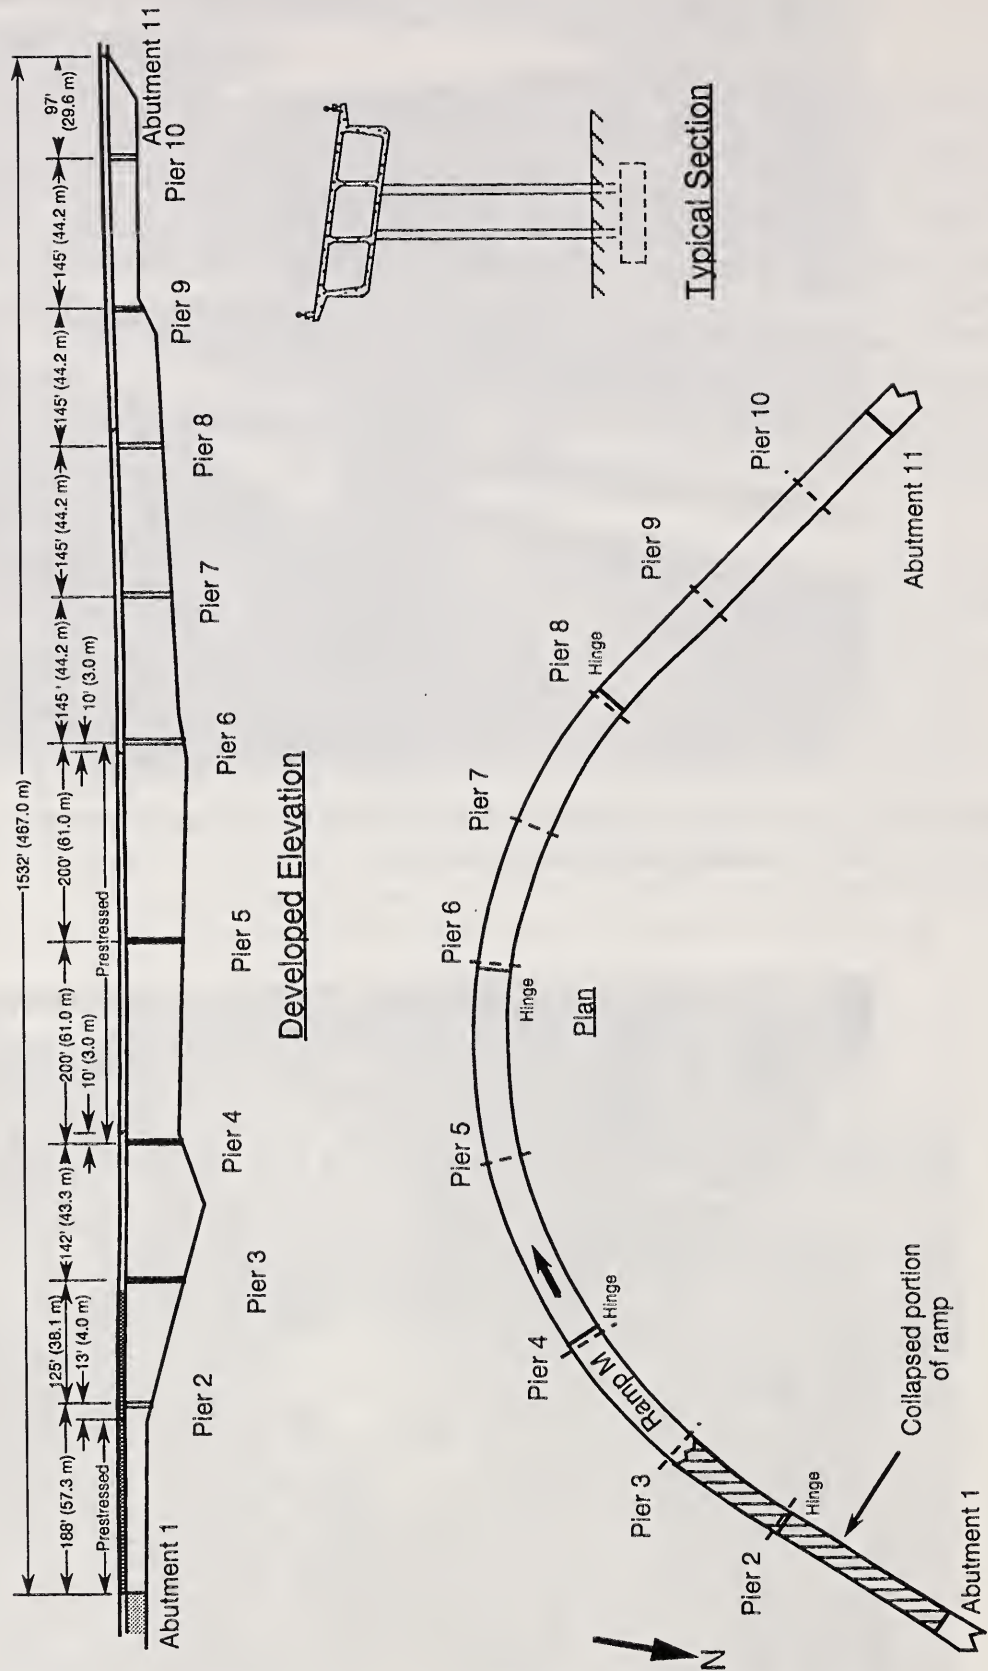 1532' (467.0 m)
188' (57.3 m)
125' (38.1 m)
142' (43.3 m)
200' (61.0 m)
200' (61.0 m)
145' (44.2 m)
145' (44.2 m)
145' (44.2 m)
145' (44.2 m)
97'
(29.6 m)
Prestressed
13' (4.0 m)
10' (3.0 m)
Prestressed
10' (3.0 m)
Abutment 1
Pier 2
Pier 3
Pier 4
Pier 5
Pier 6
Pier 7
Pier 8
Pier 9
Pier 10
Abutment 11
Developed Elevation
Typical Section
N
Abutment 1
Pier 2
Hinge
Pier 3
Ramp M
Pier 4
Hinge
Pier 5
Pier 6
Hinge
Pier 7
Pier 8
Hinge
Pier 9
Pier 10
Abutment 11
Plan
Collapsed portion
of ramp